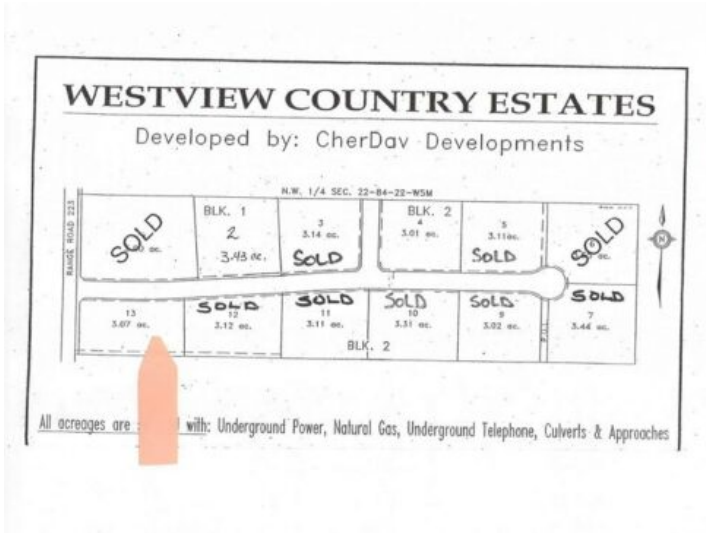 WESTVIEW COUNTRY ESTATES
Developed by: CherDav Developments
N.W. 1/4 SEC. 22-84-22-W5M
RANGE ROAD 223
SOLD
ac.
BLK. 1
2
3.43 ac.
3
3.14 ac.
SOLD
BLK. 2
4
3.01 ac.
5
3.11 ac.
SOLD
SOLD
ac.
N
13
3.07 ac.
SOLD
12
3.12 ac.
SOLD
11
3.11 ac.
SOLD
10
3.31 ac.
SOLD
9
3.02 ac.
SOLD
7
3.44 ac.
P.U.L.
BLK. 2
All acreages are with: Underground Power, Natural Gas, Underground Telephone, Culverts & Approaches